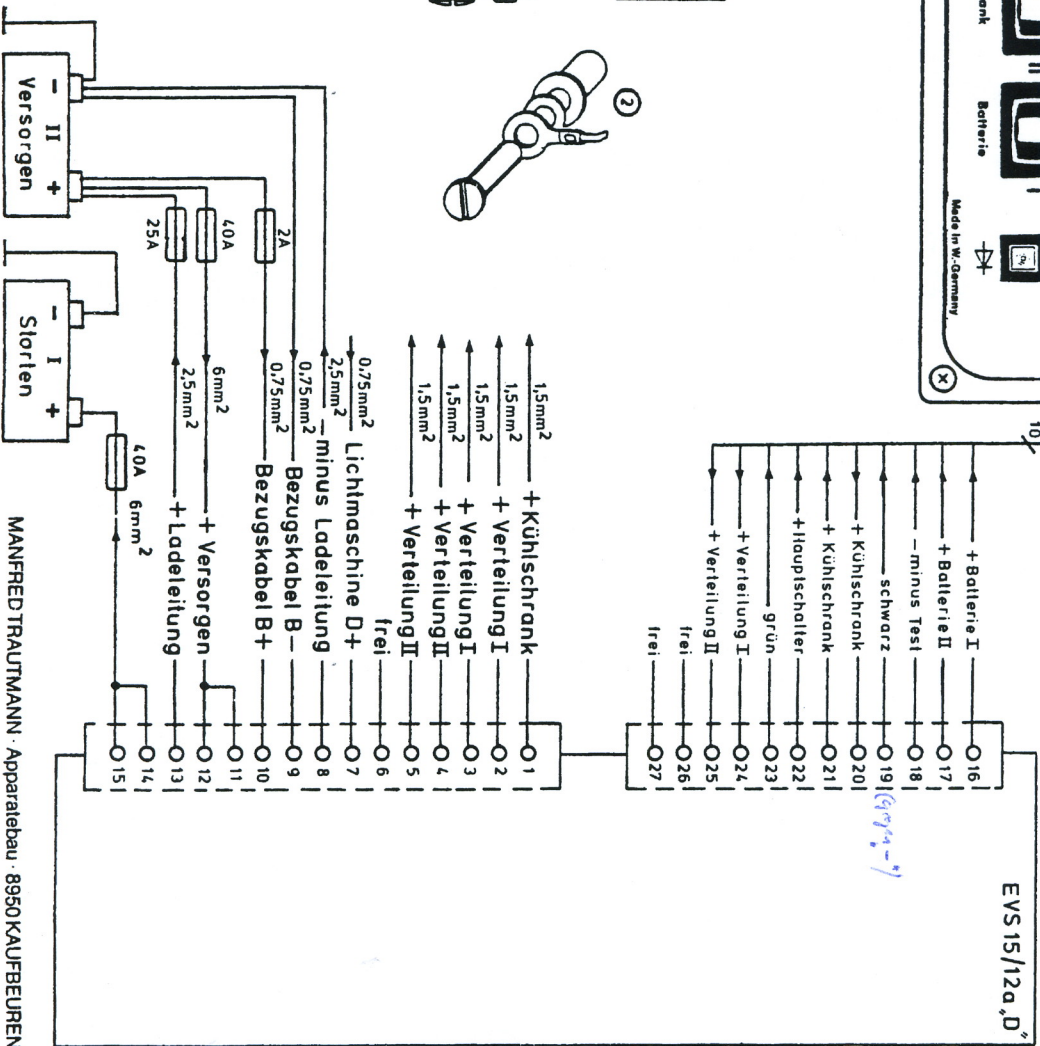 ank
II
Batterie
I
Made in W.-Germany
2
10
EVS 15/12a„D“
+ Batterie I 16
+ Batterie II 17
- minus Test 18
schwarz 19
+ Kühlschrank 20
+ Kühlschrank 21
+ Hauptschalter 22
grün 23
+ Verteilung I 24
+ Verteilung II 25
frei 26
frei 27
1,5mm² + Kühlschrank 1
1,5mm² + Verteilung I 2
1,5mm² + Verteilung I 3
1,5mm² + Verteilung II 4
1,5mm² + Verteilung II 5
frei 6
0,75mm² Lichtmaschine D+ 7
2,5mm² - minus Ladeleitung 8
0,75mm² Bezugskabel B- 9
2A 0,75mm² Bezugskabel B+ 10
11
40A 6mm² + Versorgen 12
25A 2,5mm² + Ladeleitung 13
14
40A 6mm² 15
- II +
Versorgen
- I +
Storten
MANFRED TRAUTMANN · Apparatebau · 8950 KAUFBEUREN